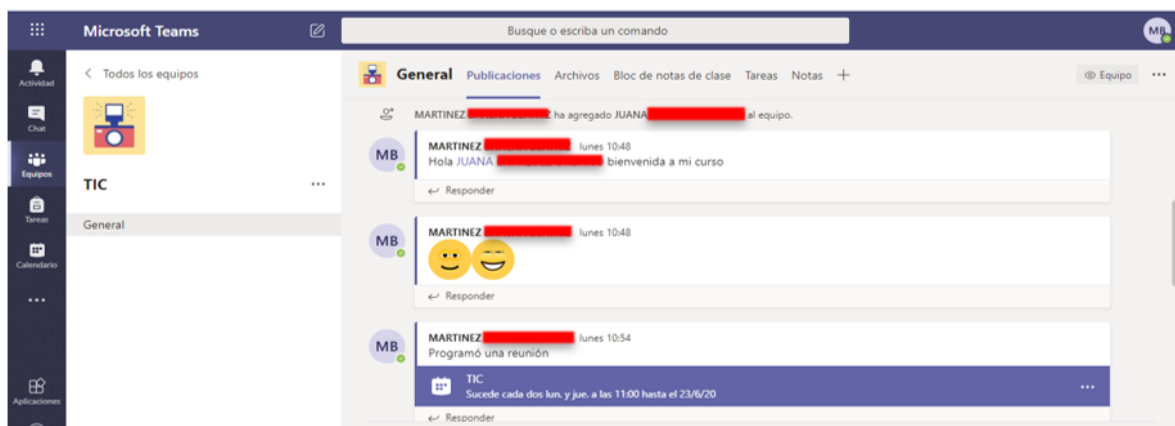 Microsoft Teams
Busque o escriba un comando
MB
Actividad
Chat
Equipos
Tareas
Calendario
Aplicaciones
Todos los equipos
TIC
General
General Publicaciones Archivos Bloc de notas de clase Tareas Notas
Equipo
MARTINEZ ha agregado JUANA al equipo.
MB
MARTINEZ lunes 10:48
Hola JUANA bienvenida a mi curso
Responder
MB
MARTINEZ lunes 10:48
Responder
MB
MARTINEZ lunes 10:54
Programó una reunión
TIC
Sucede cada dos lun. y jue. a las 11:00 hasta el 23/6/20
Responder